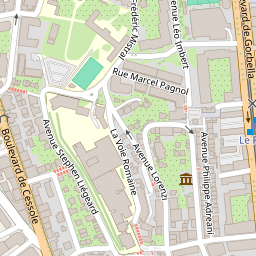 Frédéric Mistral
Avenue Léo Imbert
Boulevard de Gorbella
Rue Marcel Pagnol
Avenue Stephen Liégeard
La Voie Romaine
Avenue Lorenzi
Avenue Philippe Adreani
Boulevard de Cessole
Le